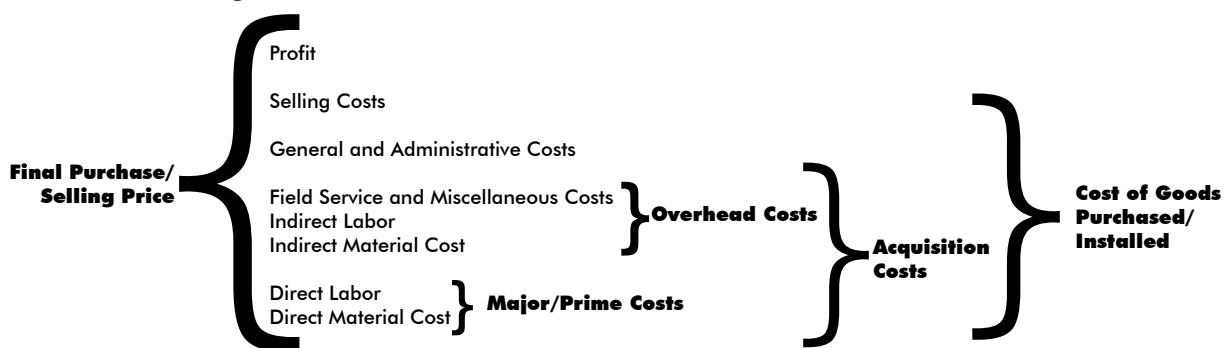 Profit
Selling Costs
General and Administrative Costs
Final Purchase/
Selling Price
Field Service and Miscellaneous Costs
Indirect Labor
Indirect Material Cost
Overhead Costs
Direct Labor
Direct Material Cost
Major/Prime Costs
Acquisition
Costs
Cost of Goods
Purchased/
Installed